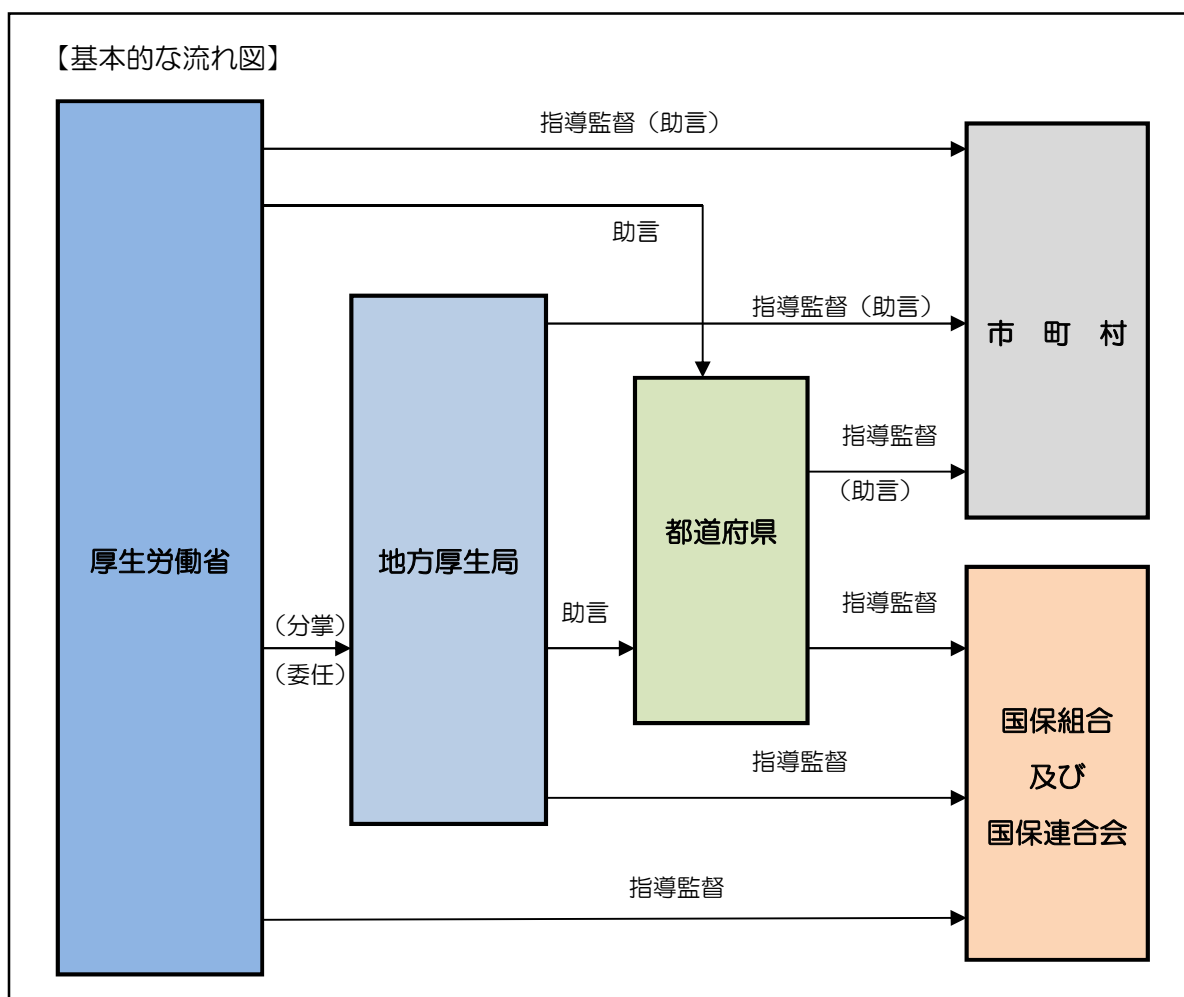 【基本的な流れ図】
指導監督（助言）
助言
指導監督（助言）
市　町　村
指導監督
（助言）
都道府県
厚生労働省
地方厚生局
（分掌）
（委任）
助言
指導監督
国保組合
及び
国保連合会
指導監督
指導監督